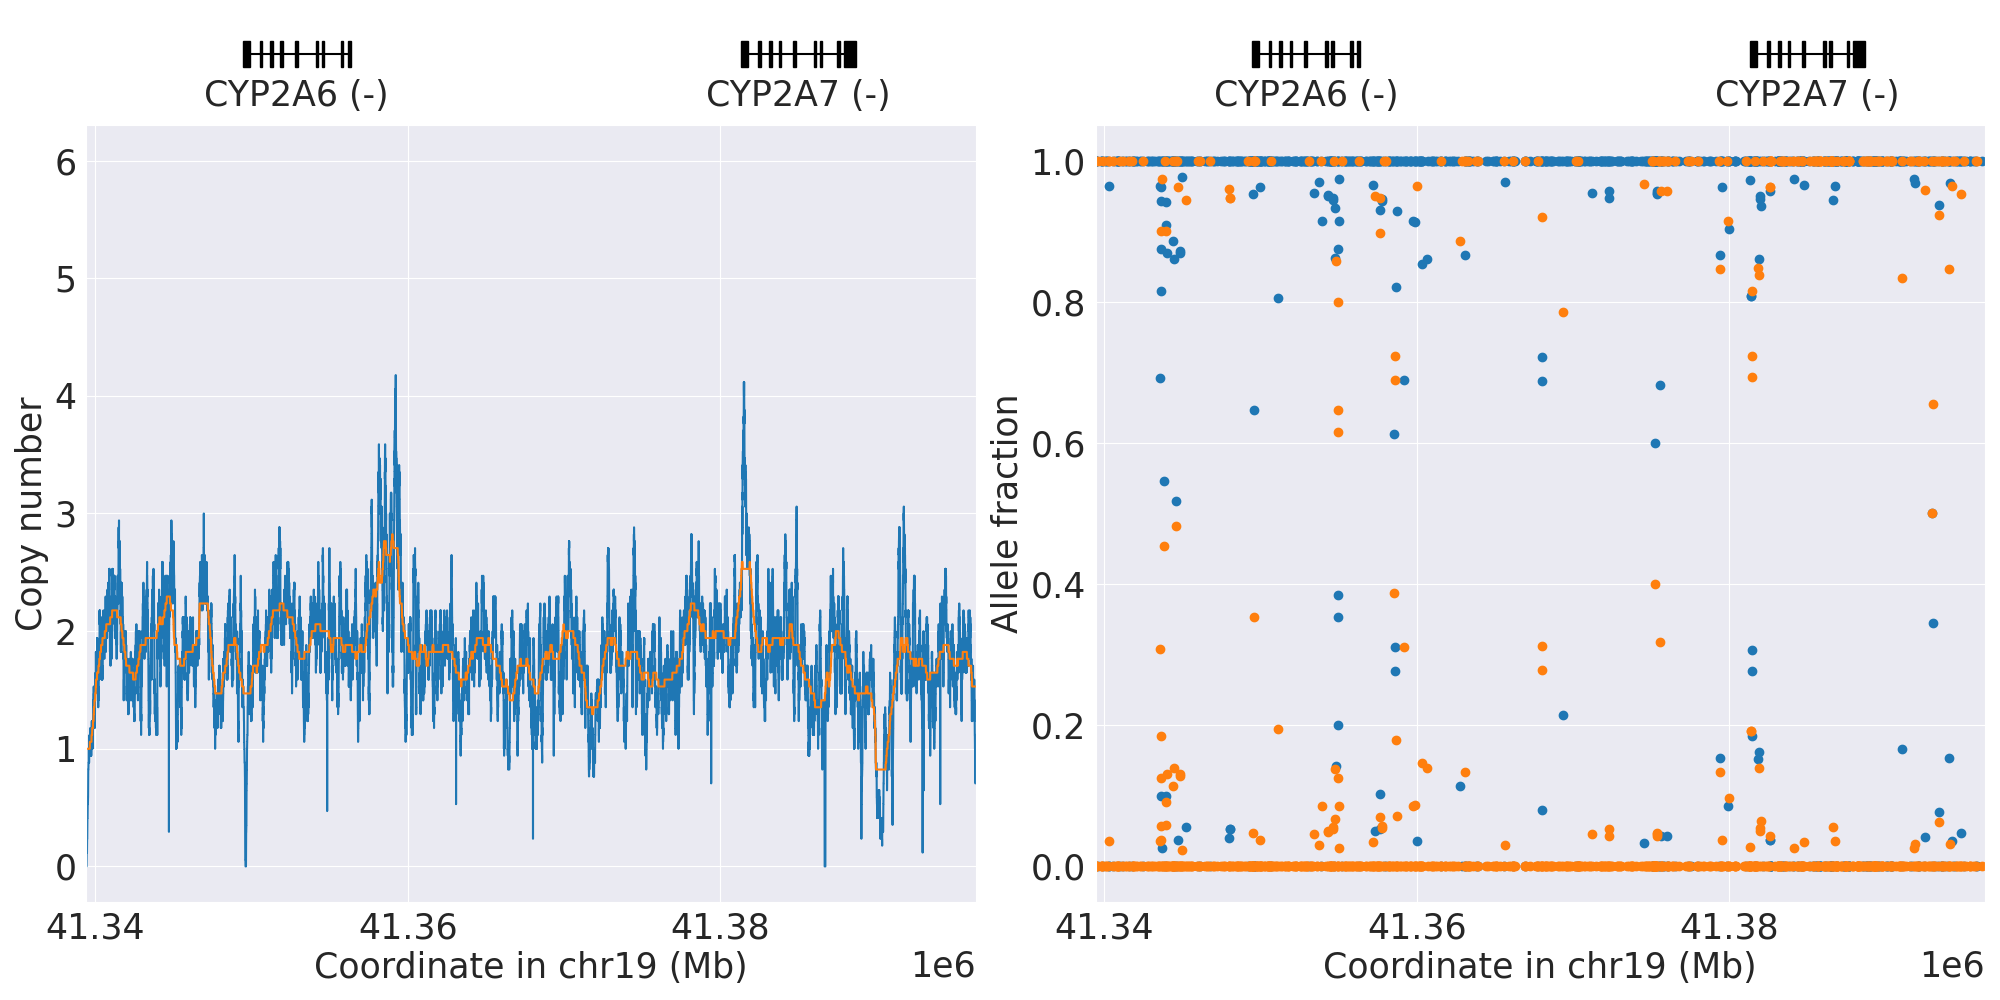 CYP2A6 (-)
CYP2A7 (-)
6
5
4
3
2
1
0
Copy number
41.34
41.36
41.38
Coordinate in chr19 (Mb)
1e6
CYP2A6 (-)
CYP2A7 (-)
1.0
0.8
0.6
0.4
0.2
0.0
Allele fraction
41.34
41.36
41.38
Coordinate in chr19 (Mb)
1e6